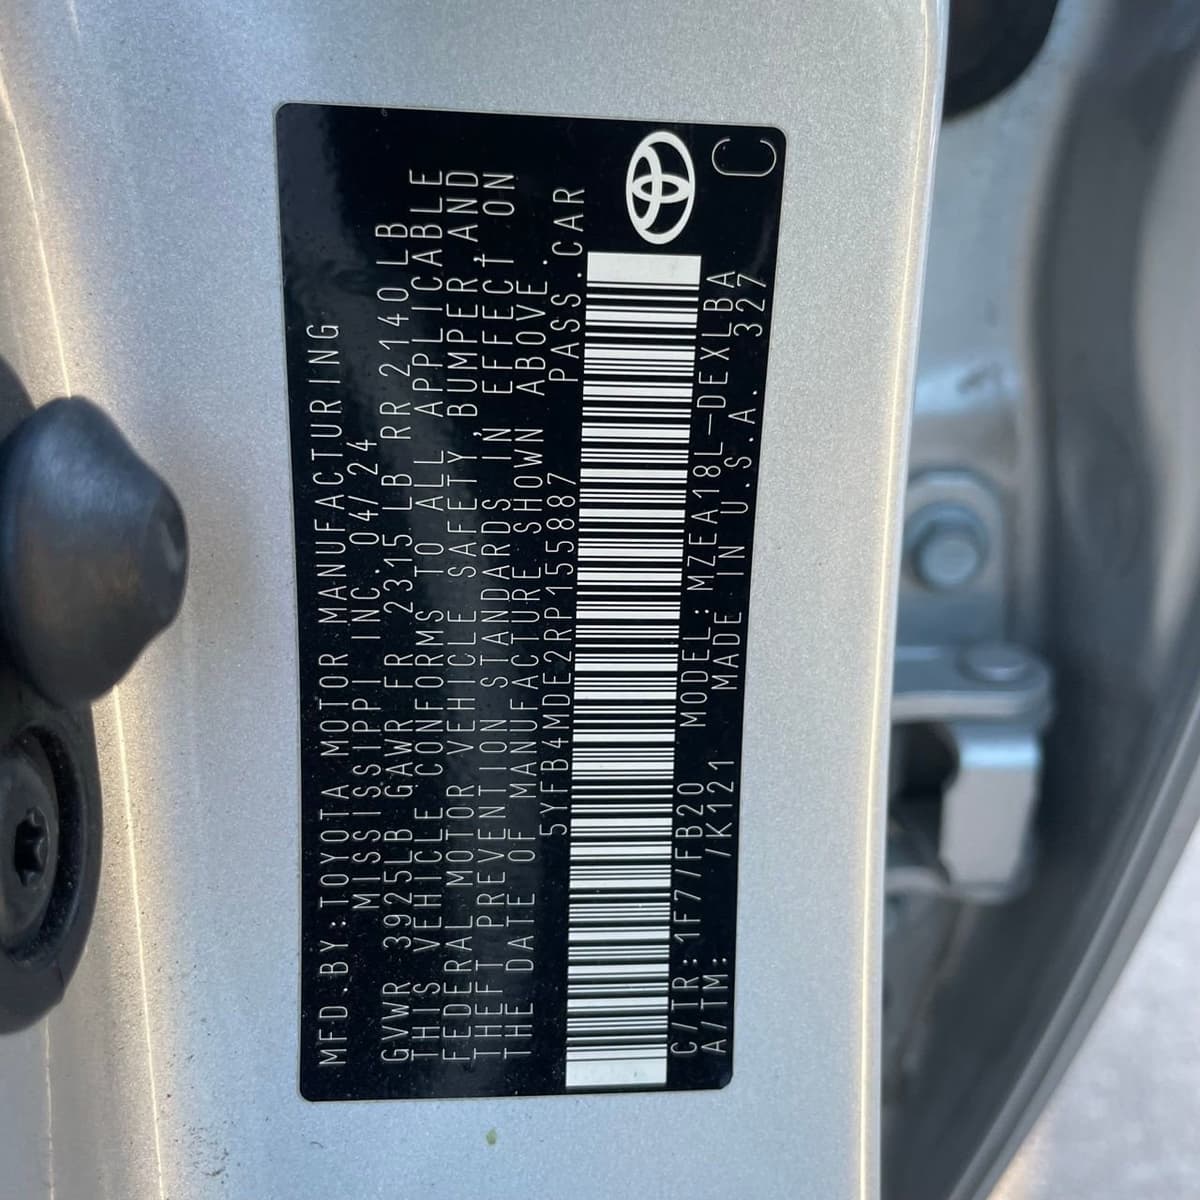 MFD.BY:TOYOTA MOTOR MANUFACTURING
MISSISSIPPI INC. 04/24
GVWR 3925LB GAWR FR 2315 LB RR 2140 LB
THIS VEHICLE CONFORMS TO ALL APPLICABLE
FEDERAL MOTOR VEHICLE SAFETY, BUMPER, AND
THEFT PREVENTION STANDARDS IN EFFECT ON
THE DATE OF MANUFACTURE SHOWN ABOVE.
5YFB4MDE2RP155887 PASS.CAR
C/TR:1F7/FB20 MODEL:MZEA18L-DEXLBA
A/TM: /K121 MADE IN U.S.A. 327
C